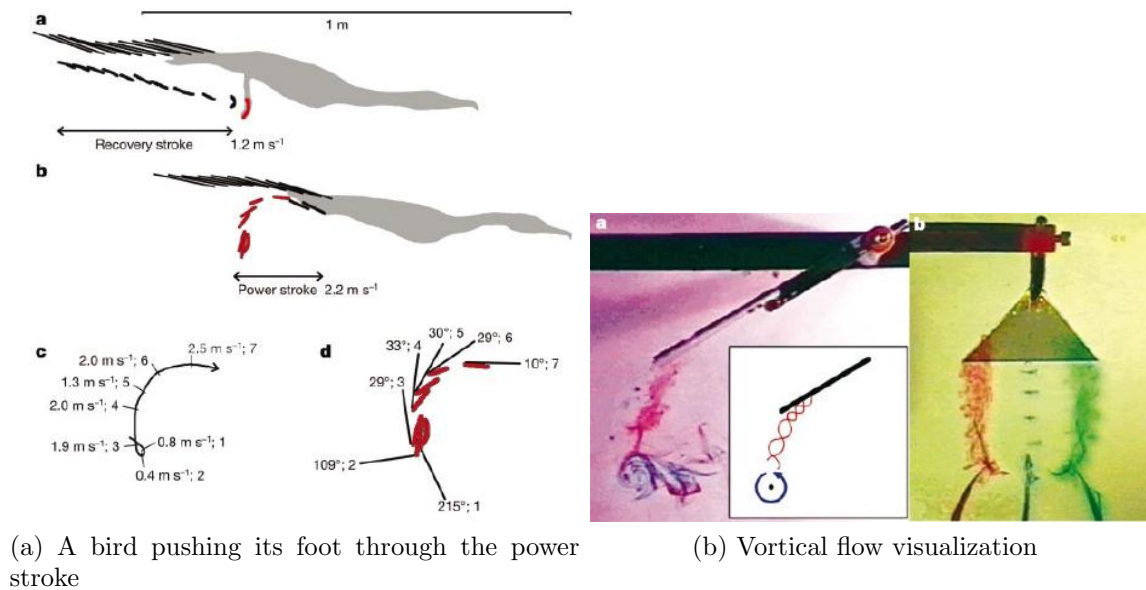 a
1 m
Recovery stroke 1.2 m s⁻¹
b
Power stroke 2.2 m s⁻¹
c
2.5 m s⁻¹; 7
2.0 m s⁻¹; 6
1.3 m s⁻¹; 5
2.0 m s⁻¹; 4
1.9 m s⁻¹; 3
0.8 m s⁻¹; 1
0.4 m s⁻¹; 2
d
30°; 5
33°; 4
29°; 6
29°; 3
10°; 7
109°; 2
215°; 1
a
b
(a) A bird pushing its foot through the power
stroke
(b) Vortical flow visualization